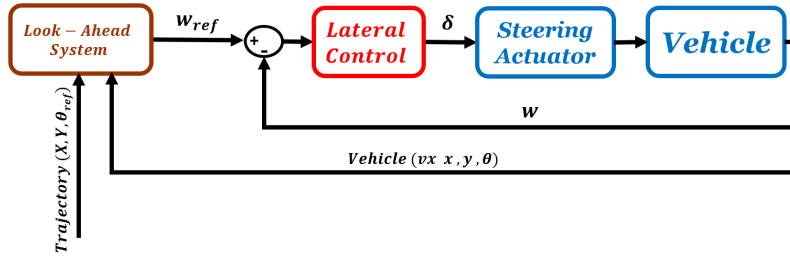 Look − Ahead
System
w_ref
+
-
Lateral
Control
δ
Steering
Actuator
Vehicle
w
Vehicle (vx x, y, θ)
Trajectory (X, Y, θ_ref)